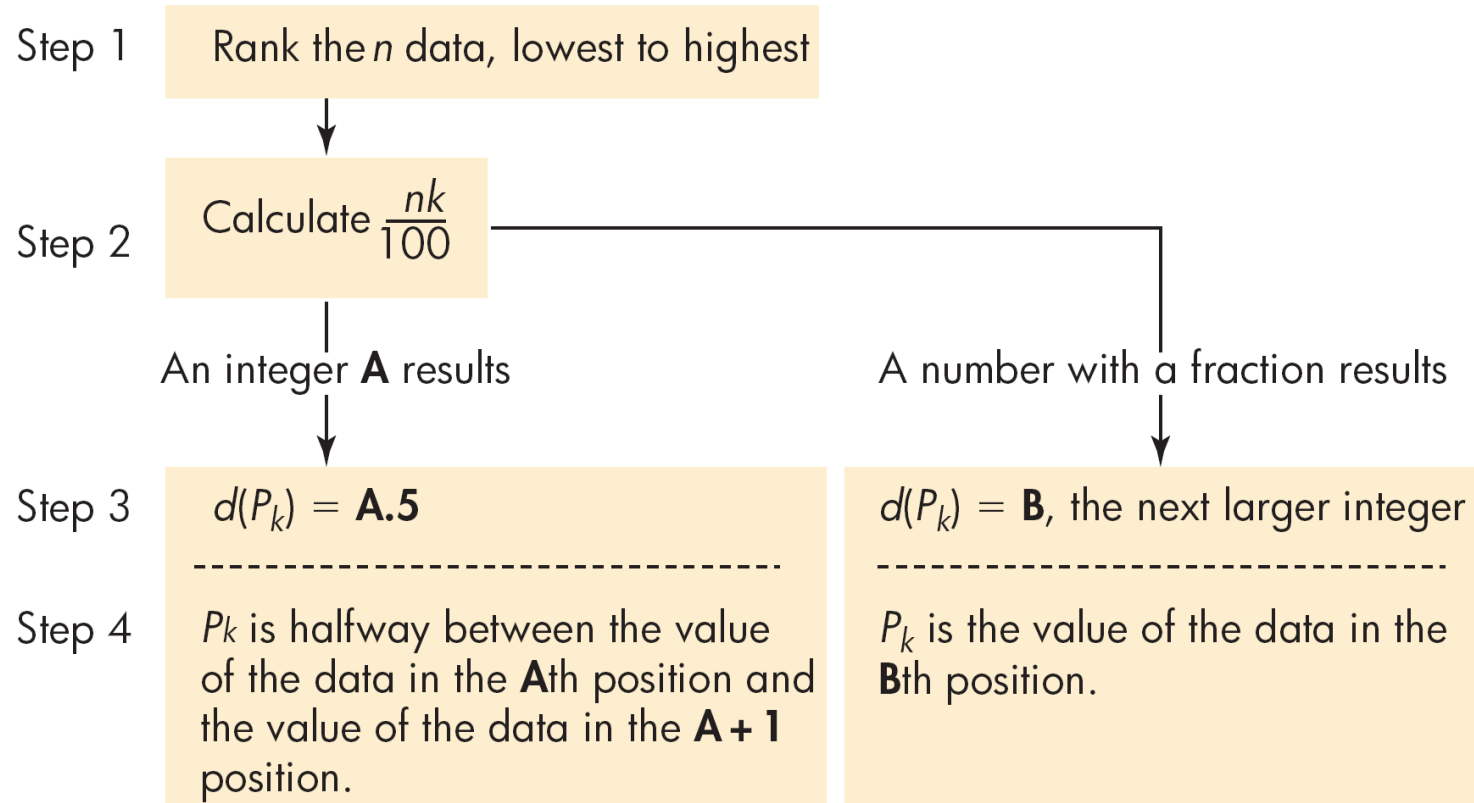 Step 1
Rank the n data, lowest to highest
Step 2
Calculate nk/100
An integer A results
A number with a fraction results
Step 3
d(Pk) = A.5
d(Pk) = B, the next larger integer
Step 4
Pk is halfway between the value
of the data in the Ath position and
the value of the data in the A + 1
position.
Pk is the value of the data in the
Bth position.